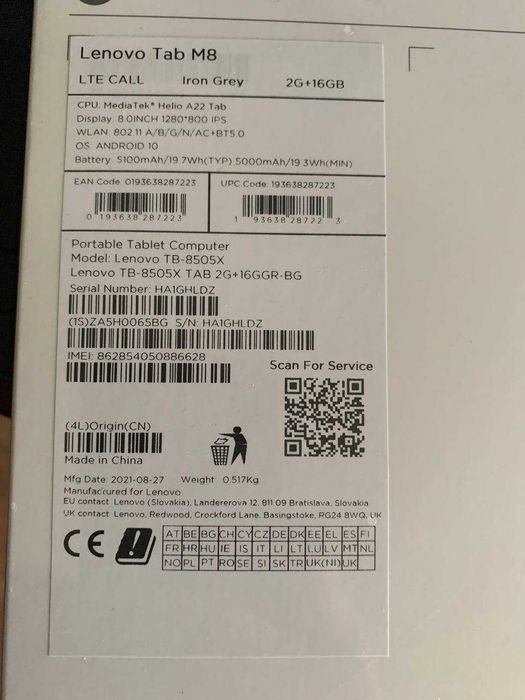 Lenovo Tab M8
LTE CALL Iron Grey 2G+16GB
CPU: MediaTek® Helio A22 Tab
Display: 8.0INCH 1280*800 IPS
WLAN: 802.11 A/B/G/N/AC+BT5.0
OS: ANDROID 10
Battery: 5100mAh/19.7Wh(TYP) 5000mAh/19.3Wh(MIN)
EAN Code: 0193638287223 UPC Code: 193638287223
0 193638 287223 1 93638 28722 3
Portable Tablet Computer
Model: Lenovo TB-8505X
Lenovo TB-8505X TAB 2G+16GGR-BG
Serial Number: HA1GHLDZ
(1S)ZA5H0065BG S/N: HA1GHLDZ
IMEI: 862854050886628
Scan For Service
(4L)Origin(CN)
Made in China
Mfg Date: 2021-08-27 Weight: 0.517Kg
Manufacrured for Lenovo
EU contact: Lenovo (Slovakia), Landererova 12, 811 09 Bratislava, Slovakia
UK contact: Lenovo, Redwood, Crockford Lane, Basingstoke, RG24 8WQ, UK
CE
AT BE BG CH CY CZ DE DK EE EL ES FI
FR HR HU IE IS IT LI LT LU LV MT NL
NO PL PT RO SE SI SK TR UK(NI) UK